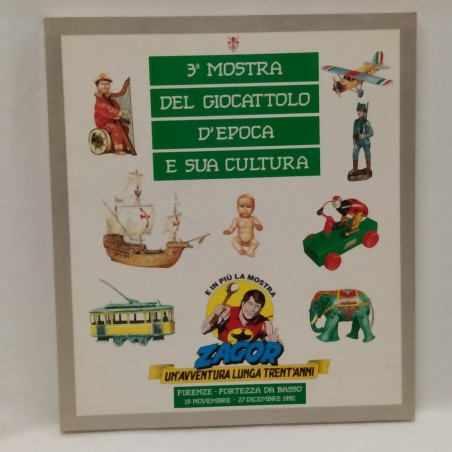 3ª MOSTRA
DEL GIOCATTOLO
D'EPOCA
E SUA CULTURA
E IN PIÙ LA MOSTRA
ZAGOR
UN'AVVENTURA LUNGA TRENT'ANNI
FIRENZE - FORTEZZA DA BASSO
15 NOVEMBRE - 27 DICEMBRE 1992